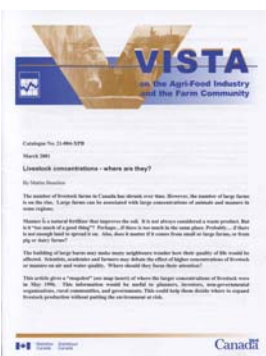 VISTA
on the Agri-Food Industry
and the Farm Community
Catalogue No. 21-004-XPB
March 2001
Livestock concentrations - where are they?
By Martin Beaulieu
The number of livestock farms in Canada has shrunk over time. However, the number of large farms
is on the rise. Large farms can be associated with large concentrations of animals and manure in
some regions.
Manure is a natural fertilizer that improves the soil. It is not always considered a waste product. But
is it "too much of a good thing"? Perhaps...if there is too much in the same place. Probably... if there
is not enough land to spread it on. Also, does it matter if it comes from small or large farms, or from
pig or dairy farms?
The building of large barns may make many neighbours wonder how their quality of life would be
affected. Scientists, academics and farmers may debate the effect of higher concentrations of livestock
or manure on air and water quality. Where should they focus their attention?
This article gives a "snapshot" (see map insert) of where the larger concentrations of livestock were
in May 1996. This information would be useful to planners, investors, non-governmental
organizations, rural communities, and governments. This could help them decide where to expand
livestock production without putting the environment at risk.
Statistics Canada
Statistique Canada
Canada